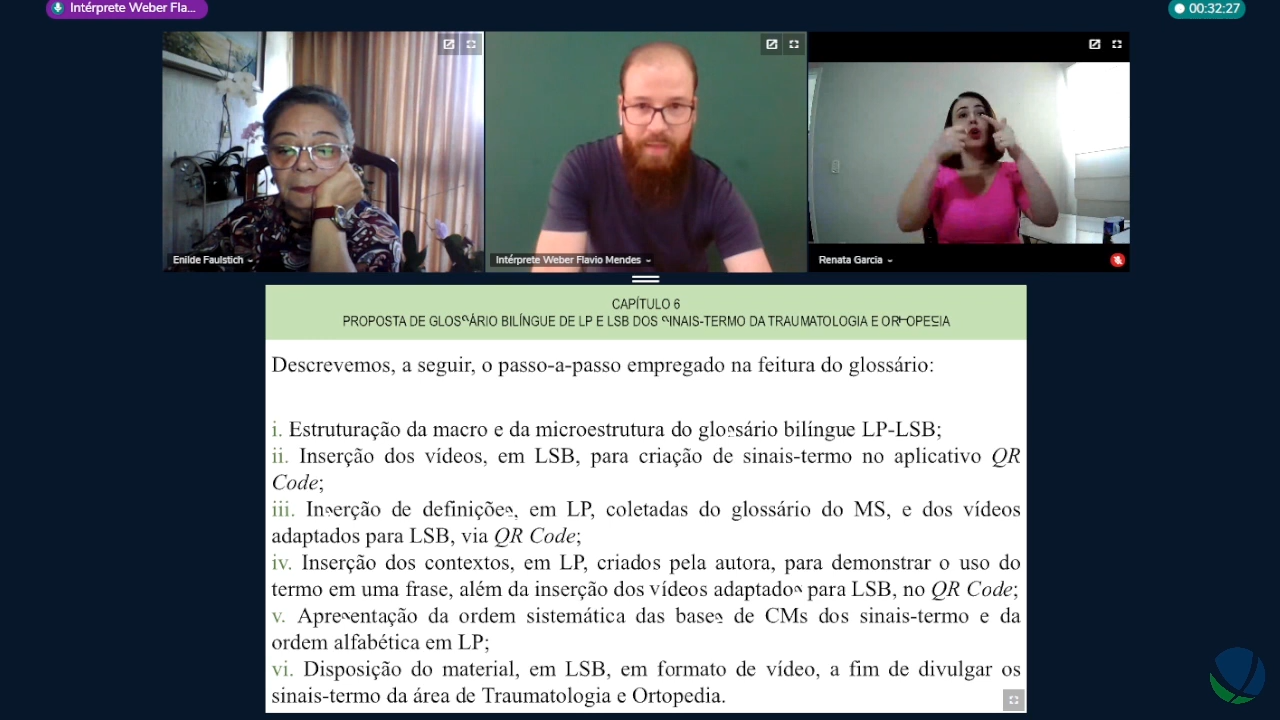 Intérprete Weber Fla...
00:32:27
Enilde Faulstich
Intérprete Weber Flavio Mendes
Renata Garcia
CAPÍTULO 6
PROPOSTA DE GLOSSÁRIO BILÍNGUE DE LP E LSB DOS SINAIS-TERMO DA TRAUMATOLOGIA E ORTOPEDIA
Descrevemos, a seguir, o passo-a-passo empregado na feitura do glossário:
i. Estruturação da macro e da microestrutura do glossário bilíngue LP-LSB;
ii. Inserção dos vídeos, em LSB, para criação de sinais-termo no aplicativo QR
Code;
iii. Inserção de definições, em LP, coletadas do glossário do MS, e dos vídeos
adaptados para LSB, via QR Code;
iv. Inserção dos contextos, em LP, criados pela autora, para demonstrar o uso do
termo em uma frase, além da inserção dos vídeos adaptados para LSB, no QR Code;
v. Apresentação da ordem sistemática das bases de CMs dos sinais-termo e da
ordem alfabética em LP;
vi. Disposição do material, em LSB, em formato de vídeo, a fim de divulgar os
sinais-termo da área de Traumatologia e Ortopedia.